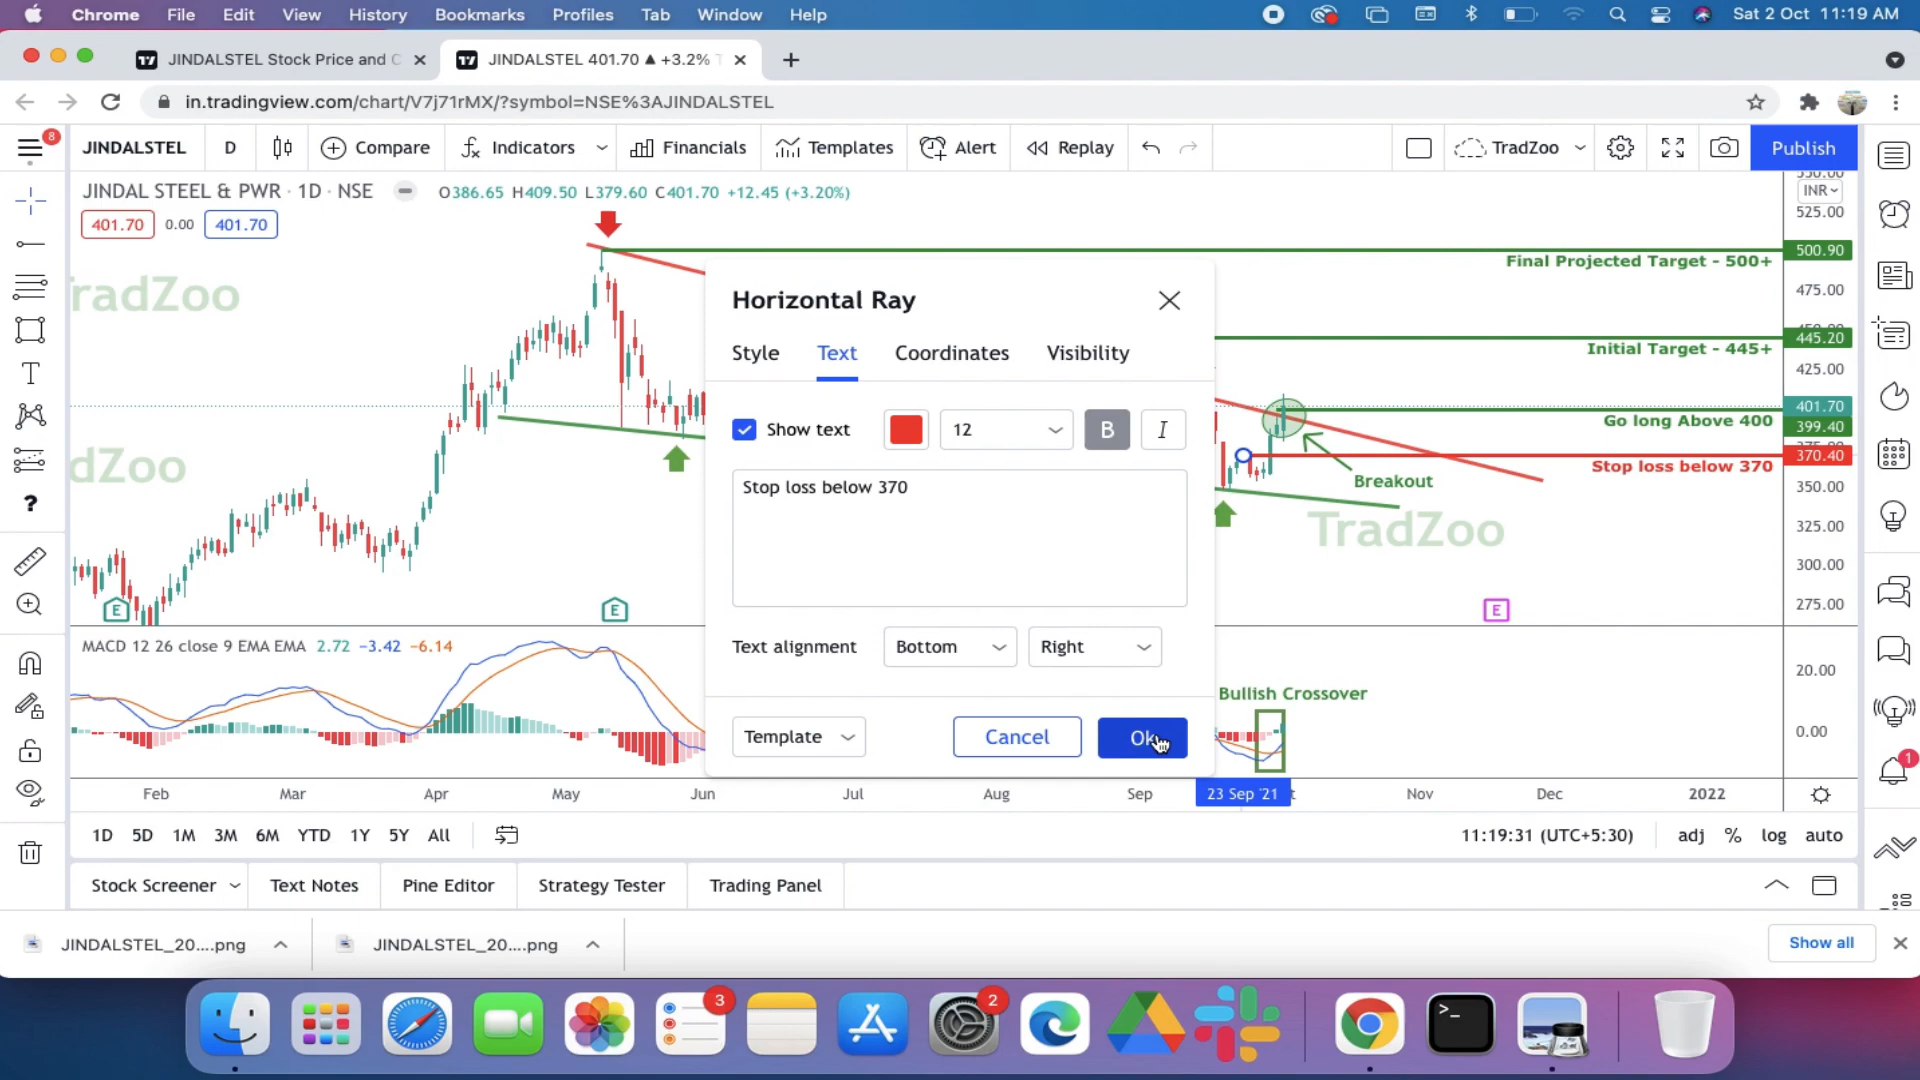 Chrome File Edit View History Bookmarks Profiles Tab Window Help Sat 2 Oct 11:19 AM
JINDALSTEL Stock Price and C JINDALSTEL 401.70 ▲ +3.2%
in.tradingview.com/chart/V7j71rMX/?symbol=NSE%3AJINDALSTEL
8
JINDALSTEL D Compare Indicators Financials Templates Alert Replay TradZoo Publish
JINDAL STEEL & PWR · 1D · NSE O386.65 H409.50 L379.60 C401.70 +12.45 (+3.20%)
INR
401.70 0.00 401.70
525.00
500.90
Final Projected Target - 500+
475.00
445.20
Initial Target - 445+
425.00
401.70
Go long Above 400
399.40
370.40
Stop loss below 370
Breakout
350.00
325.00
300.00
275.00
radZoo
dZoo
TradZoo
E E E
Horizontal Ray
Style Text Coordinates Visibility
Show text 12 B I
Stop loss below 370
Text alignment Bottom Right
Template Cancel Ok
MACD 12 26 close 9 EMA EMA 2.72 −3.42 −6.14
Bullish Crossover
20.00
0.00
1
Feb Mar Apr May Jun Jul Aug Sep 23 Sep '21 Nov Dec 2022
1D 5D 1M 3M 6M YTD 1Y 5Y All 11:19:31 (UTC+5:30) adj % log auto
Stock Screener Text Notes Pine Editor Strategy Tester Trading Panel
JINDALSTEL_20....png JINDALSTEL_20....png Show all
3 2